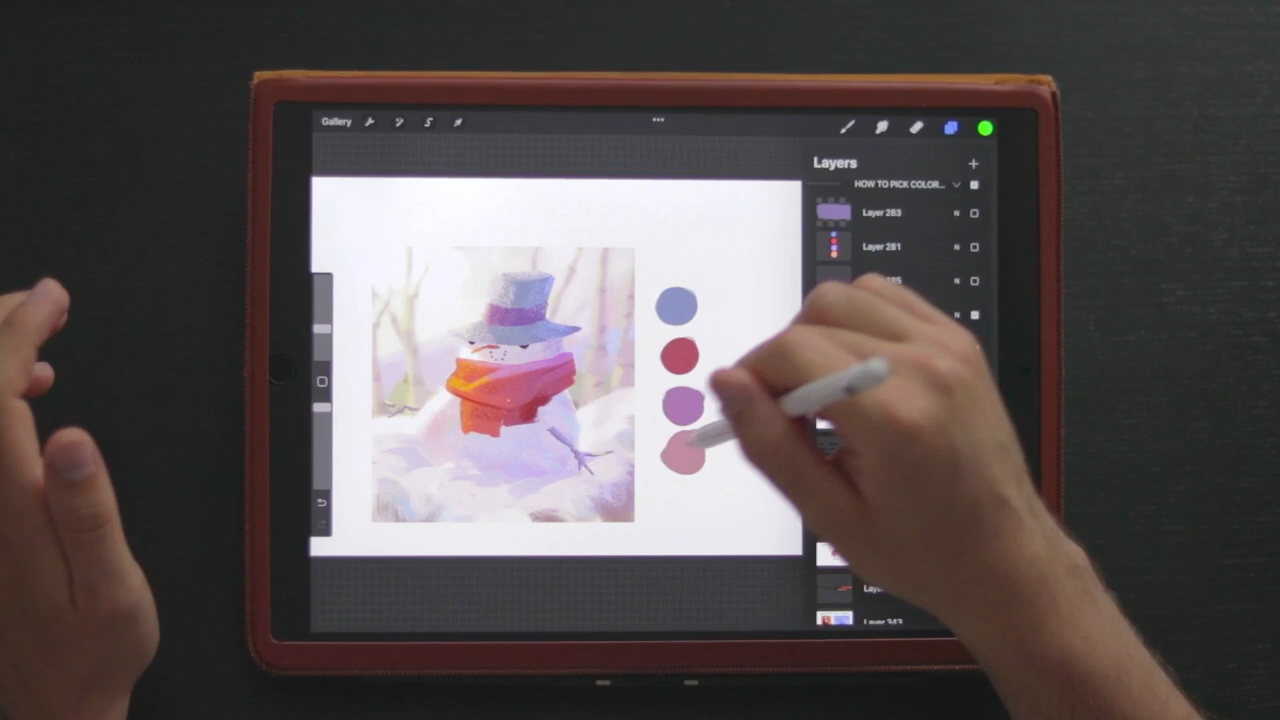 Gallery
Layers
HOW TO PICK COLOR...
Layer 283 N
Layer 281 N
N
N